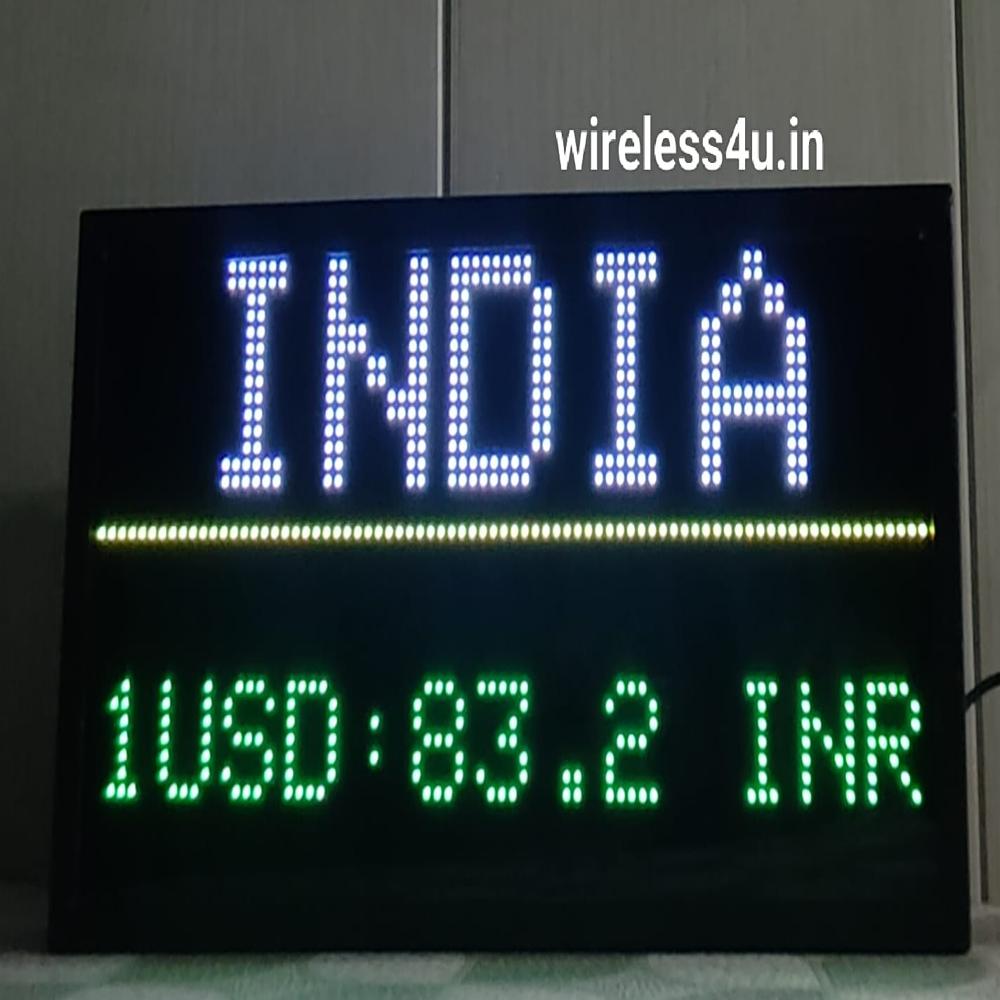 wireless4u.in
INDIA
1USD:83.2 INR